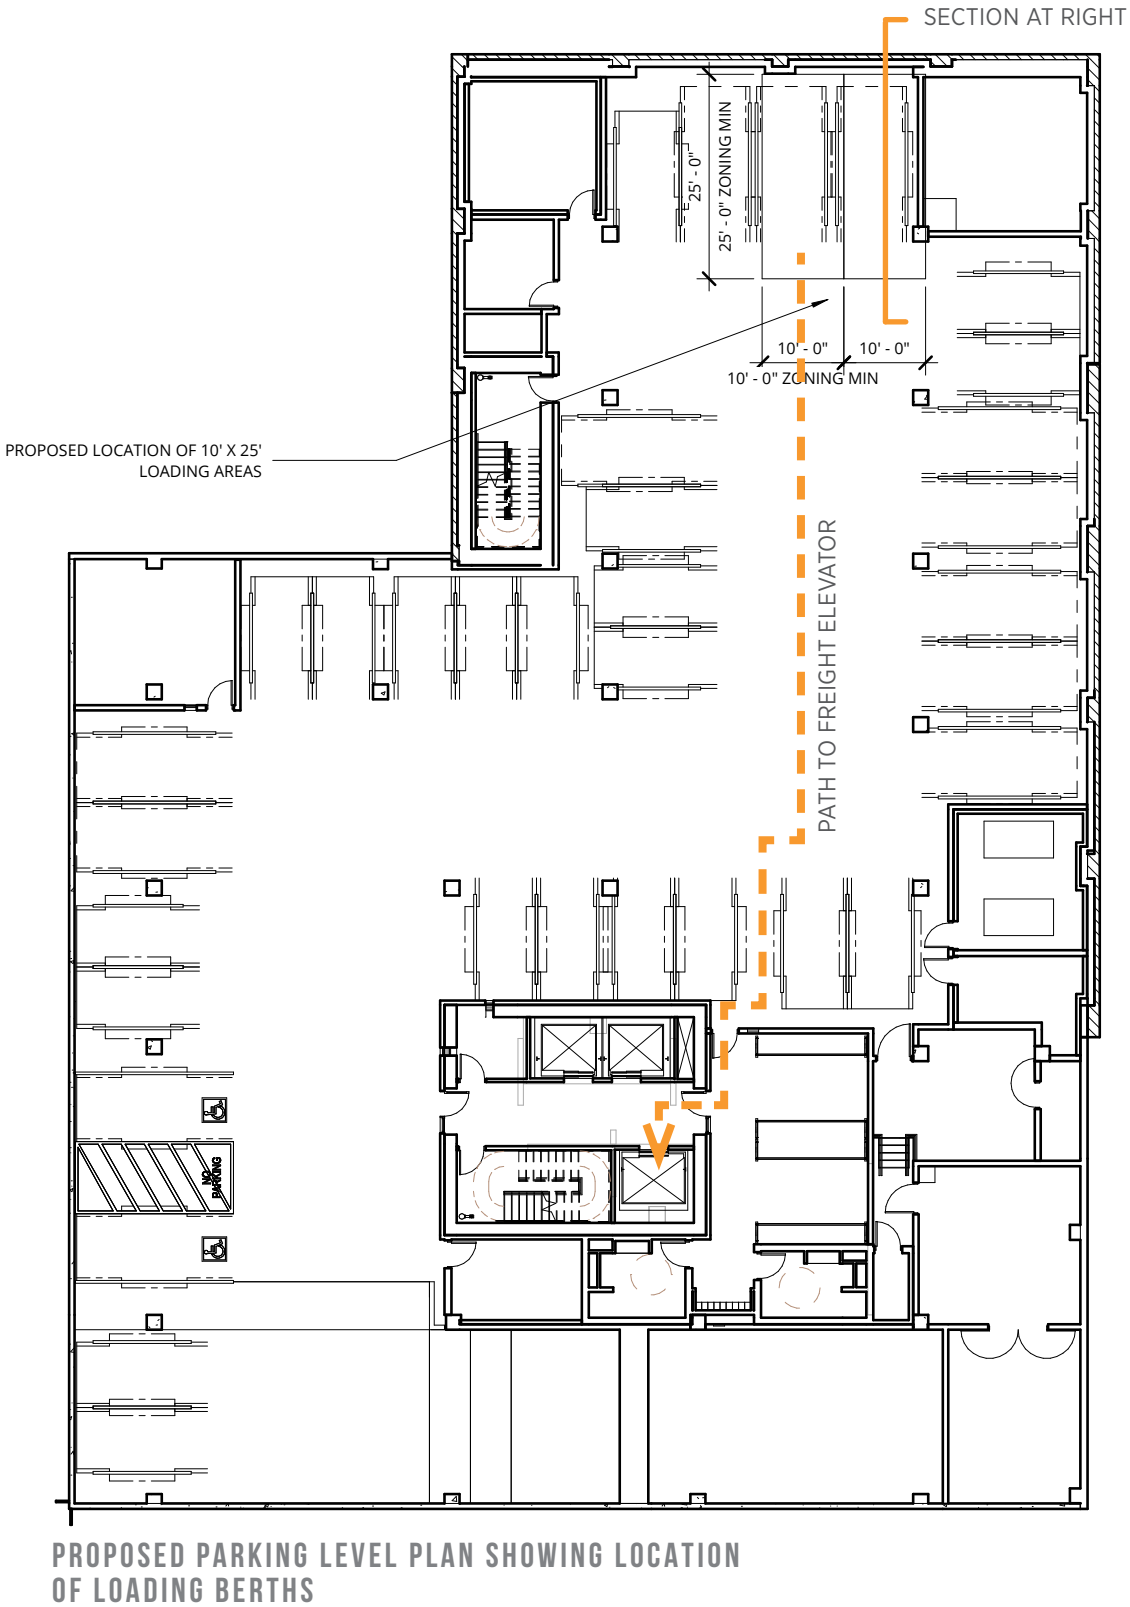 SECTION AT RIGHT
25' - 0"
25' - 0" ZONING MIN
10' - 0"
10' - 0"
10' - 0" ZONING MIN
PROPOSED LOCATION OF 10' X 25'
LOADING AREAS
PATH TO FREIGHT ELEVATOR
NO
PARKING
PROPOSED PARKING LEVEL PLAN SHOWING LOCATION
OF LOADING BERTHS